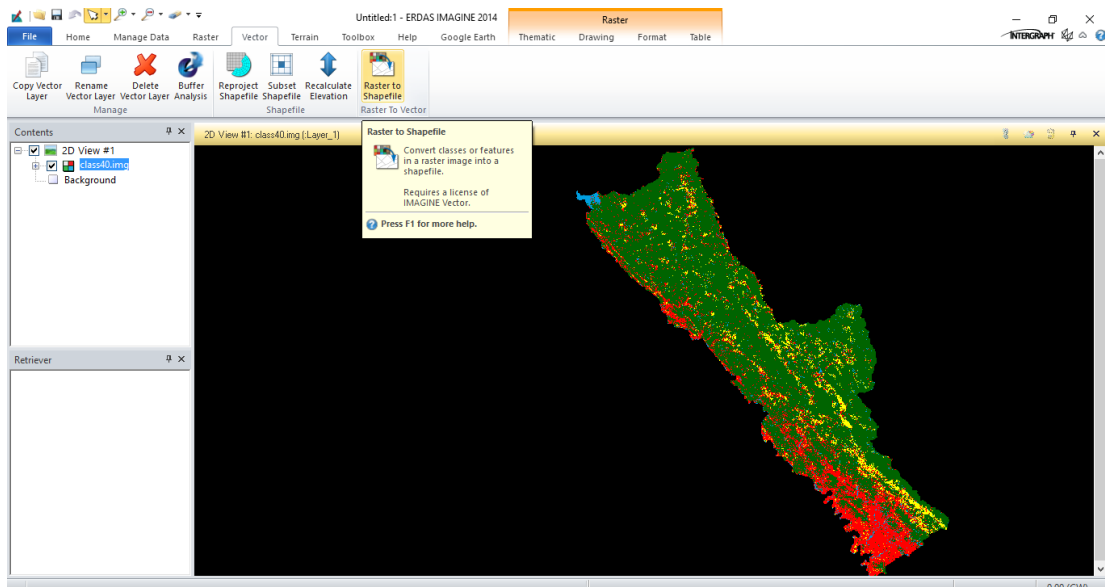 Untitled:1 - ERDAS IMAGINE 2014
Raster
File Home Manage Data Raster Vector Terrain Toolbox Help Google Earth Thematic Drawing Format Table
INTERGRAPH
Copy Vector Layer
Rename Vector Layer
Delete Vector Layer
Buffer Analysis
Reproject Shapefile
Subset Shapefile
Recalculate Elevation
Raster to Shapefile
Manage
Shapefile
Raster To Vector
Contents
2D View #1
class40.img
Background
Retriever
2D View #1: class40.img (:Layer_1)
Raster to Shapefile
Convert classes or features
in a raster image into a
shapefile.
Requires a license of
IMAGINE Vector.
Press F1 for more help.